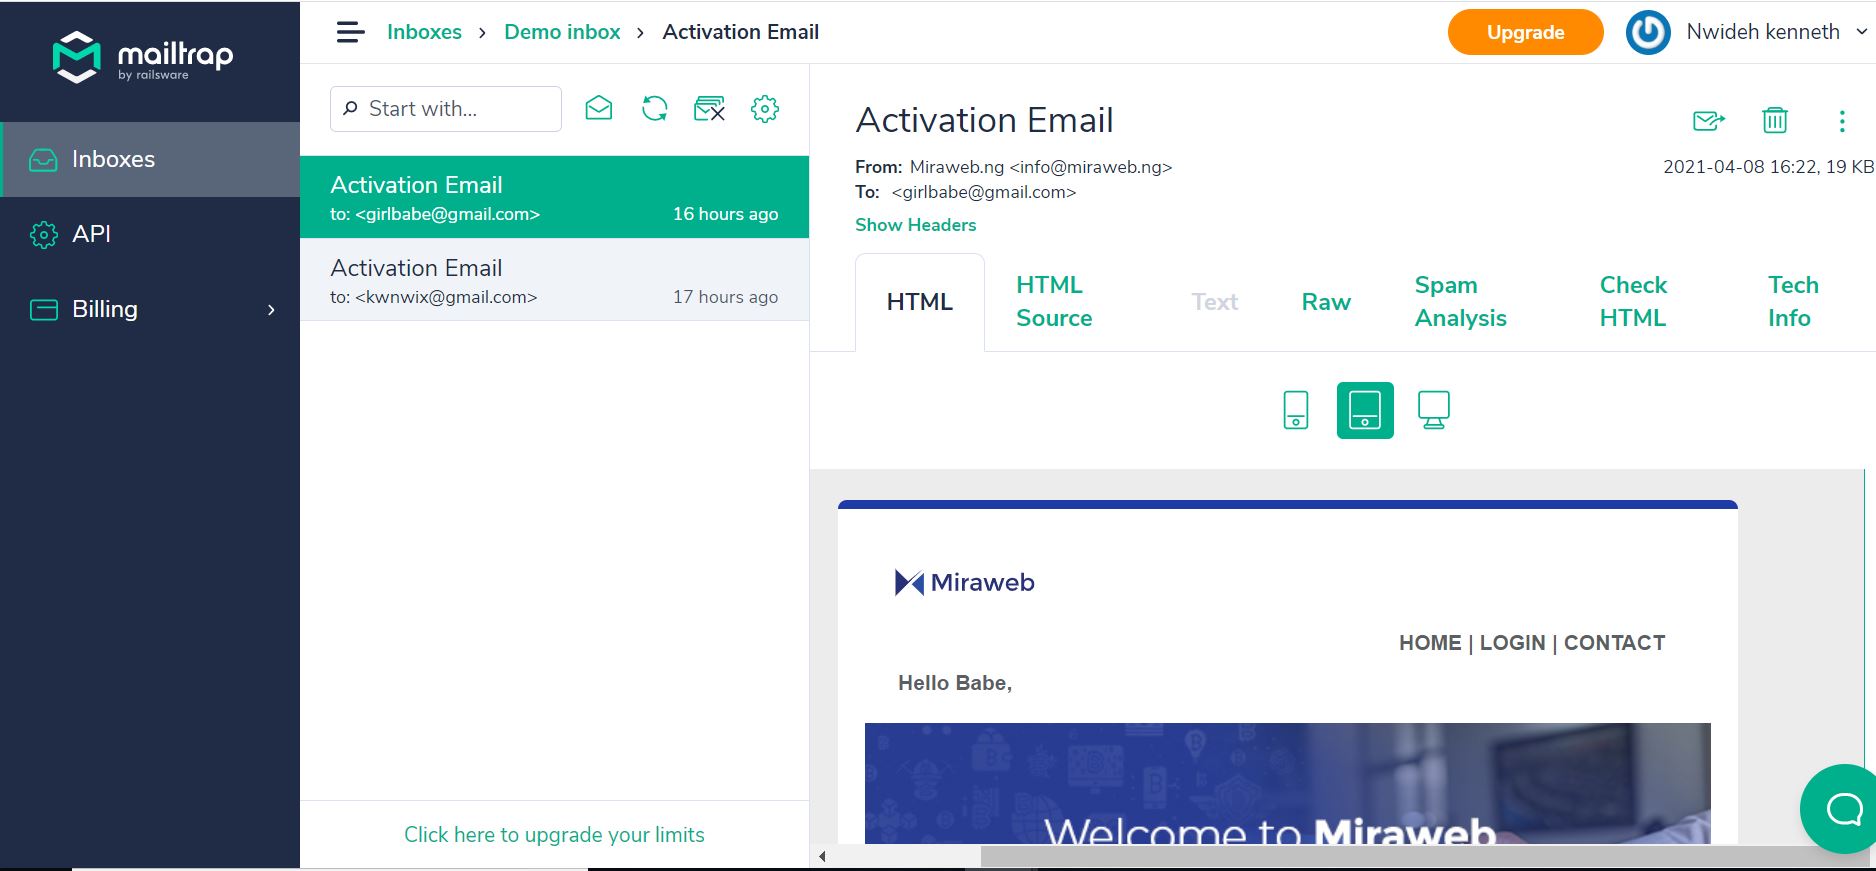 mailtrap
by railsware
Inboxes
API
Billing
Inboxes › Demo inbox › Activation Email
Upgrade
Nwideh kenneth
Start with...
Activation Email
to: <girlbabe@gmail.com> 16 hours ago
Activation Email
to: <kwnwix@gmail.com> 17 hours ago
Click here to upgrade your limits
Activation Email
From: Miraweb.ng <info@miraweb.ng>
2021-04-08 16:22, 19 KB
To: <girlbabe@gmail.com>
Show Headers
HTML
HTML
Source
Text
Raw
Spam
Analysis
Check
HTML
Tech
Info
Miraweb
HOME | LOGIN | CONTACT
Hello Babe,
Welcome to Miraweb